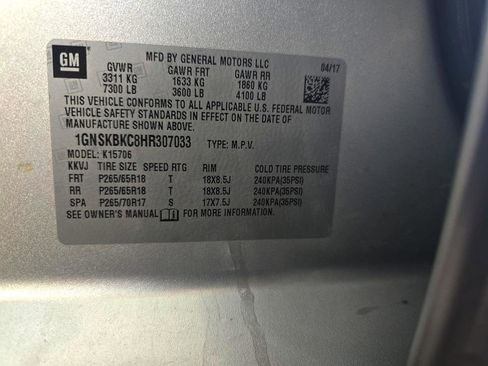 GM
MFD BY GENERAL MOTORS LLC
04/17
GVWR GAWR FRT GAWR RR
3311 KG 1633 KG 1860 KG
7300 LB 3600 LB 4100 LB
THIS VEHICLE CONFORMS TO ALL APPLICABLE U.S. FEDERAL MOTOR
VEHICLE SAFETY STANDARDS IN EFFECT ON THE DATE OF
MANUFACTURE SHOWN ABOVE.
1GNSKBKC8HR307033 TYPE: M.P.V.
MODEL: K15706
KKVJ TIRE SIZE SPEED RTG RIM COLD TIRE PRESSURE
FRT P265/65R18 T 18X8.5J 240KPA(35PSI)
RR P265/65R18 T 18X8.5J 240KPA(35PSI)
SPA P265/70R17 S 17X7.5J 240KPA(35PSI)
SEE OWNER'S MANUAL FOR MORE INFORMATION.